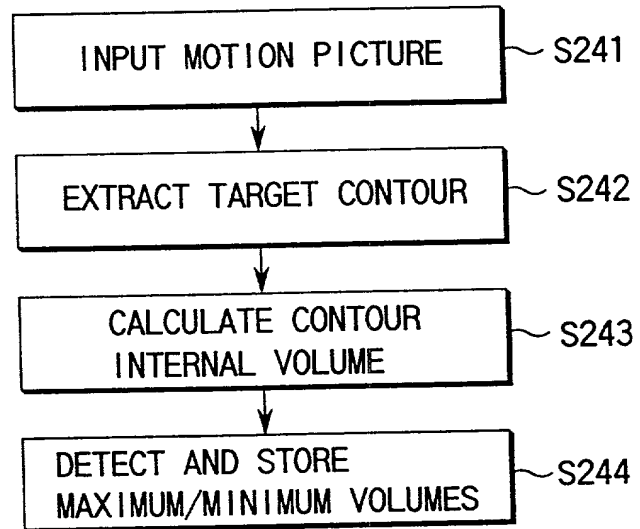 INPUT MOTION PICTURE
S241
EXTRACT TARGET CONTOUR
S242
CALCULATE CONTOUR
INTERNAL VOLUME
S243
DETECT AND STORE
MAXIMUM/MINIMUM VOLUMES
S244